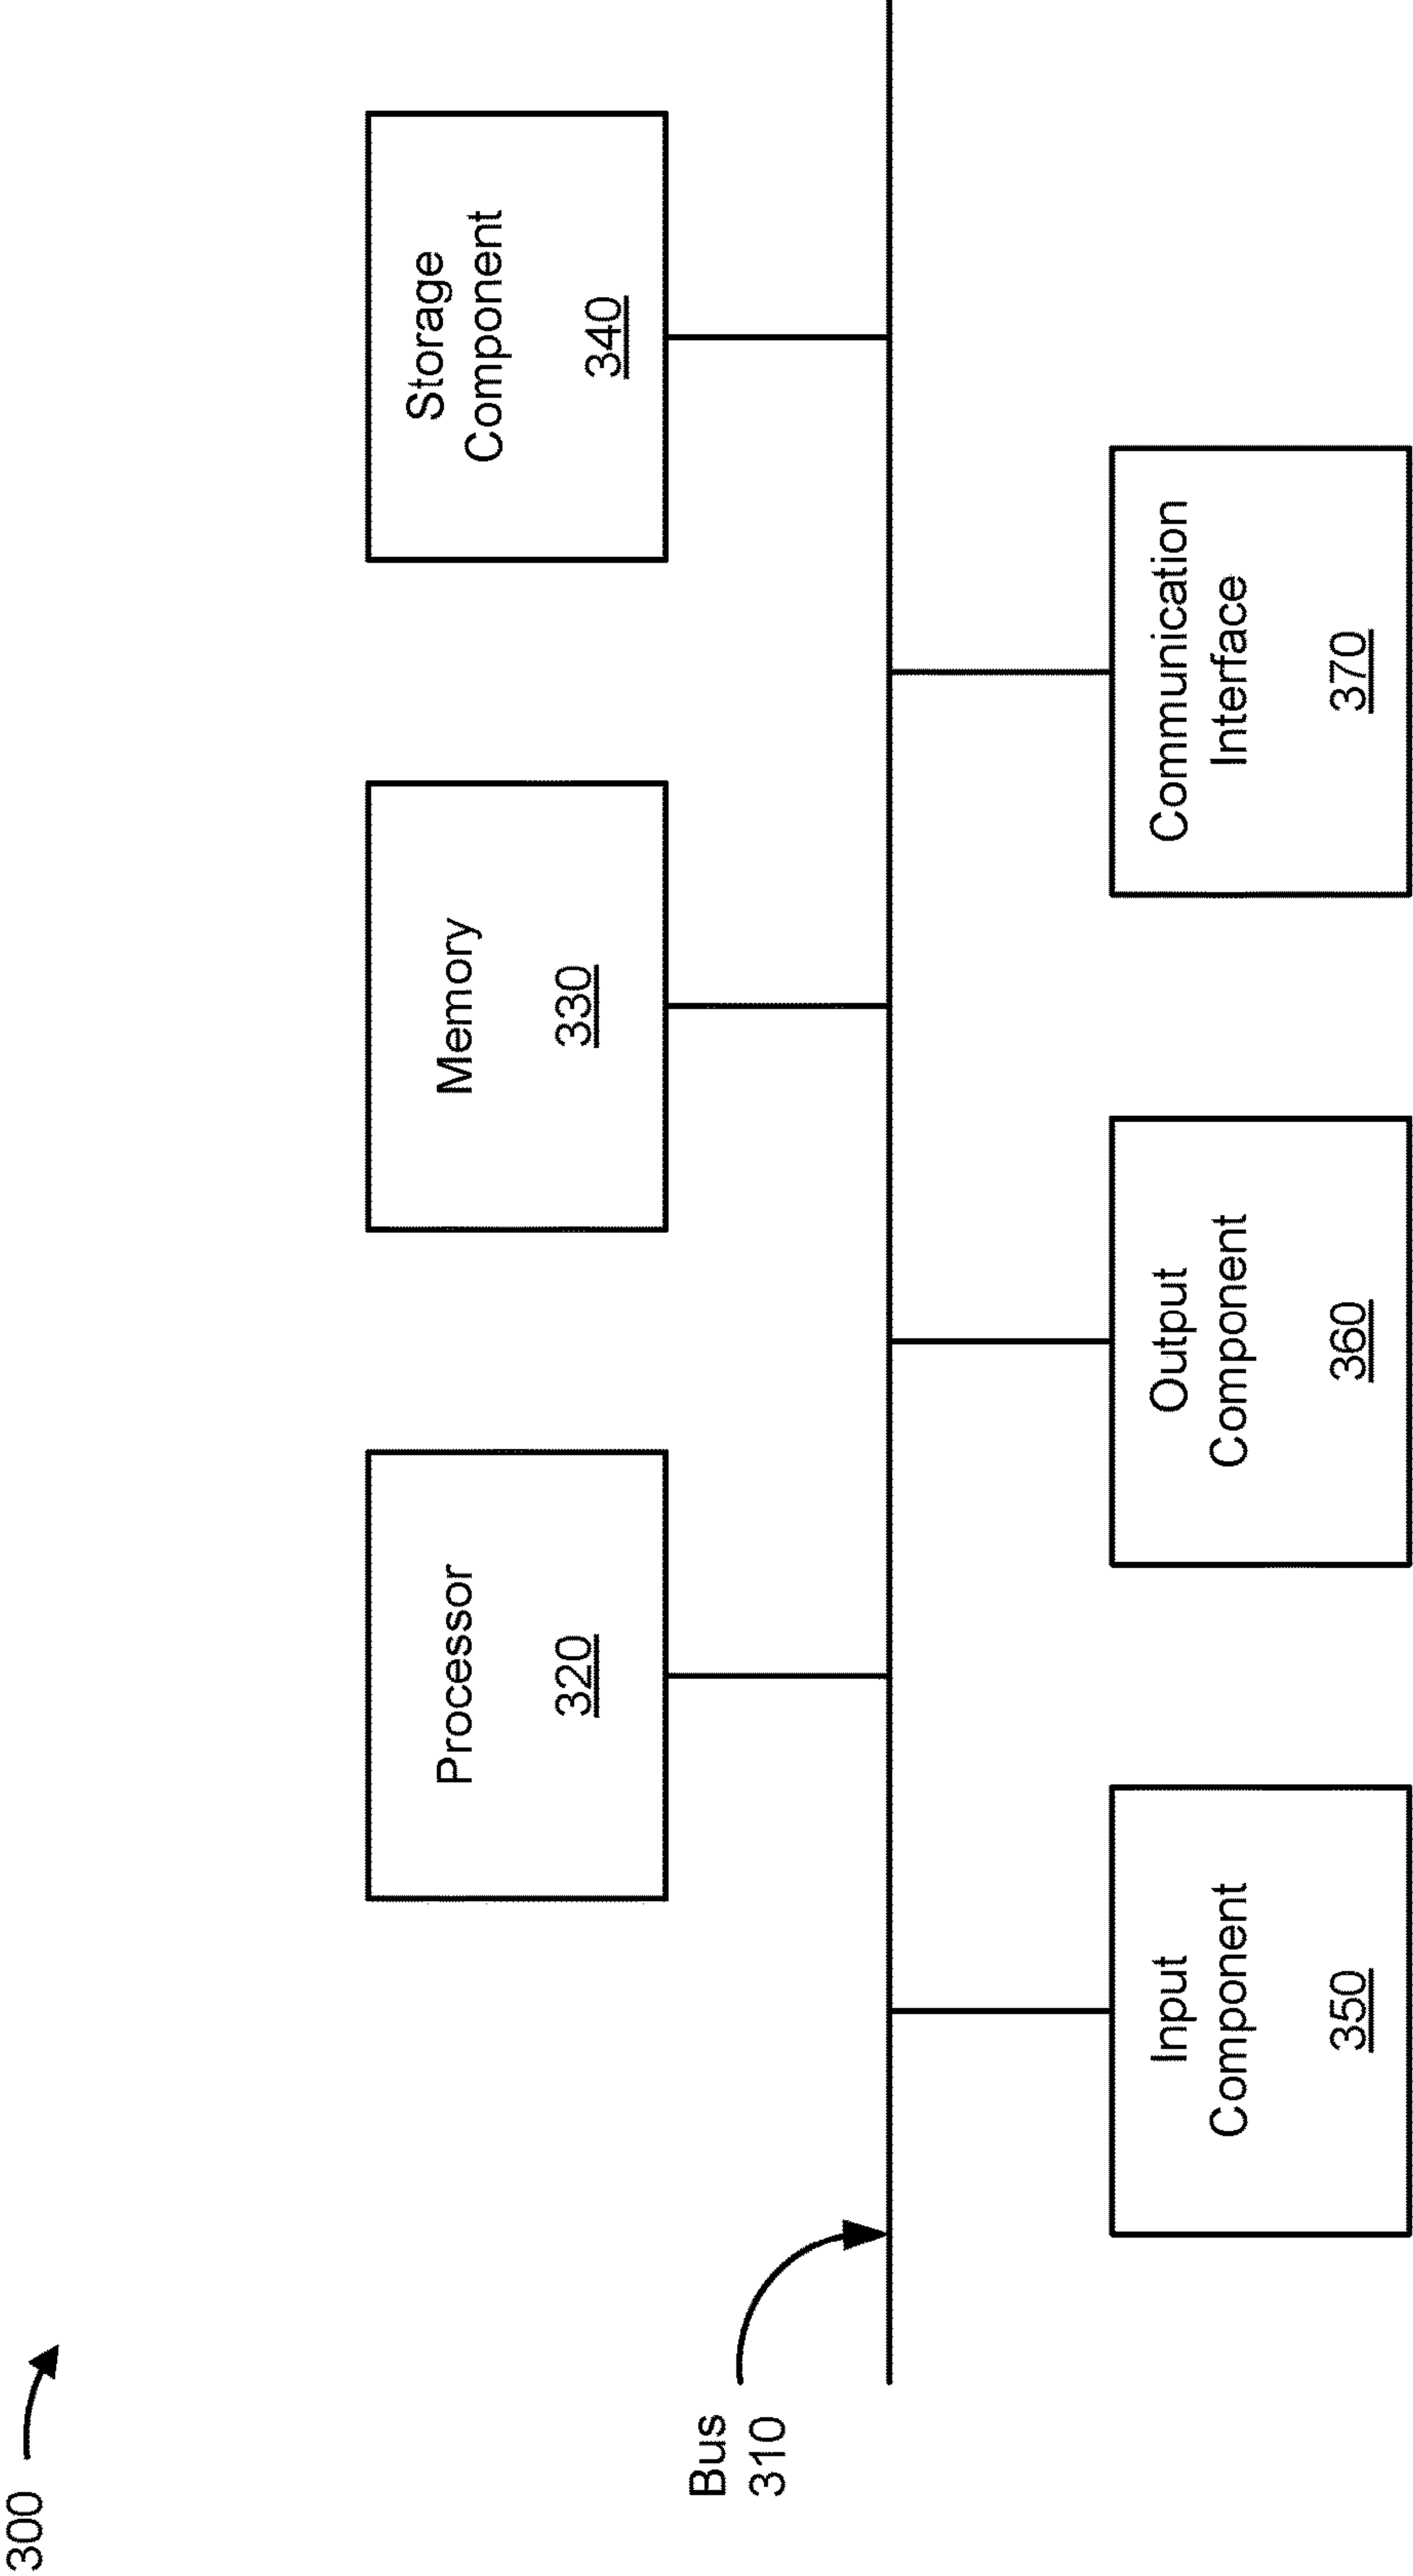 300
Processor
320
Memory
330
Storage
Component
340
Bus
310
Input
Component
350
Output
Component
360
Communication
Interface
370